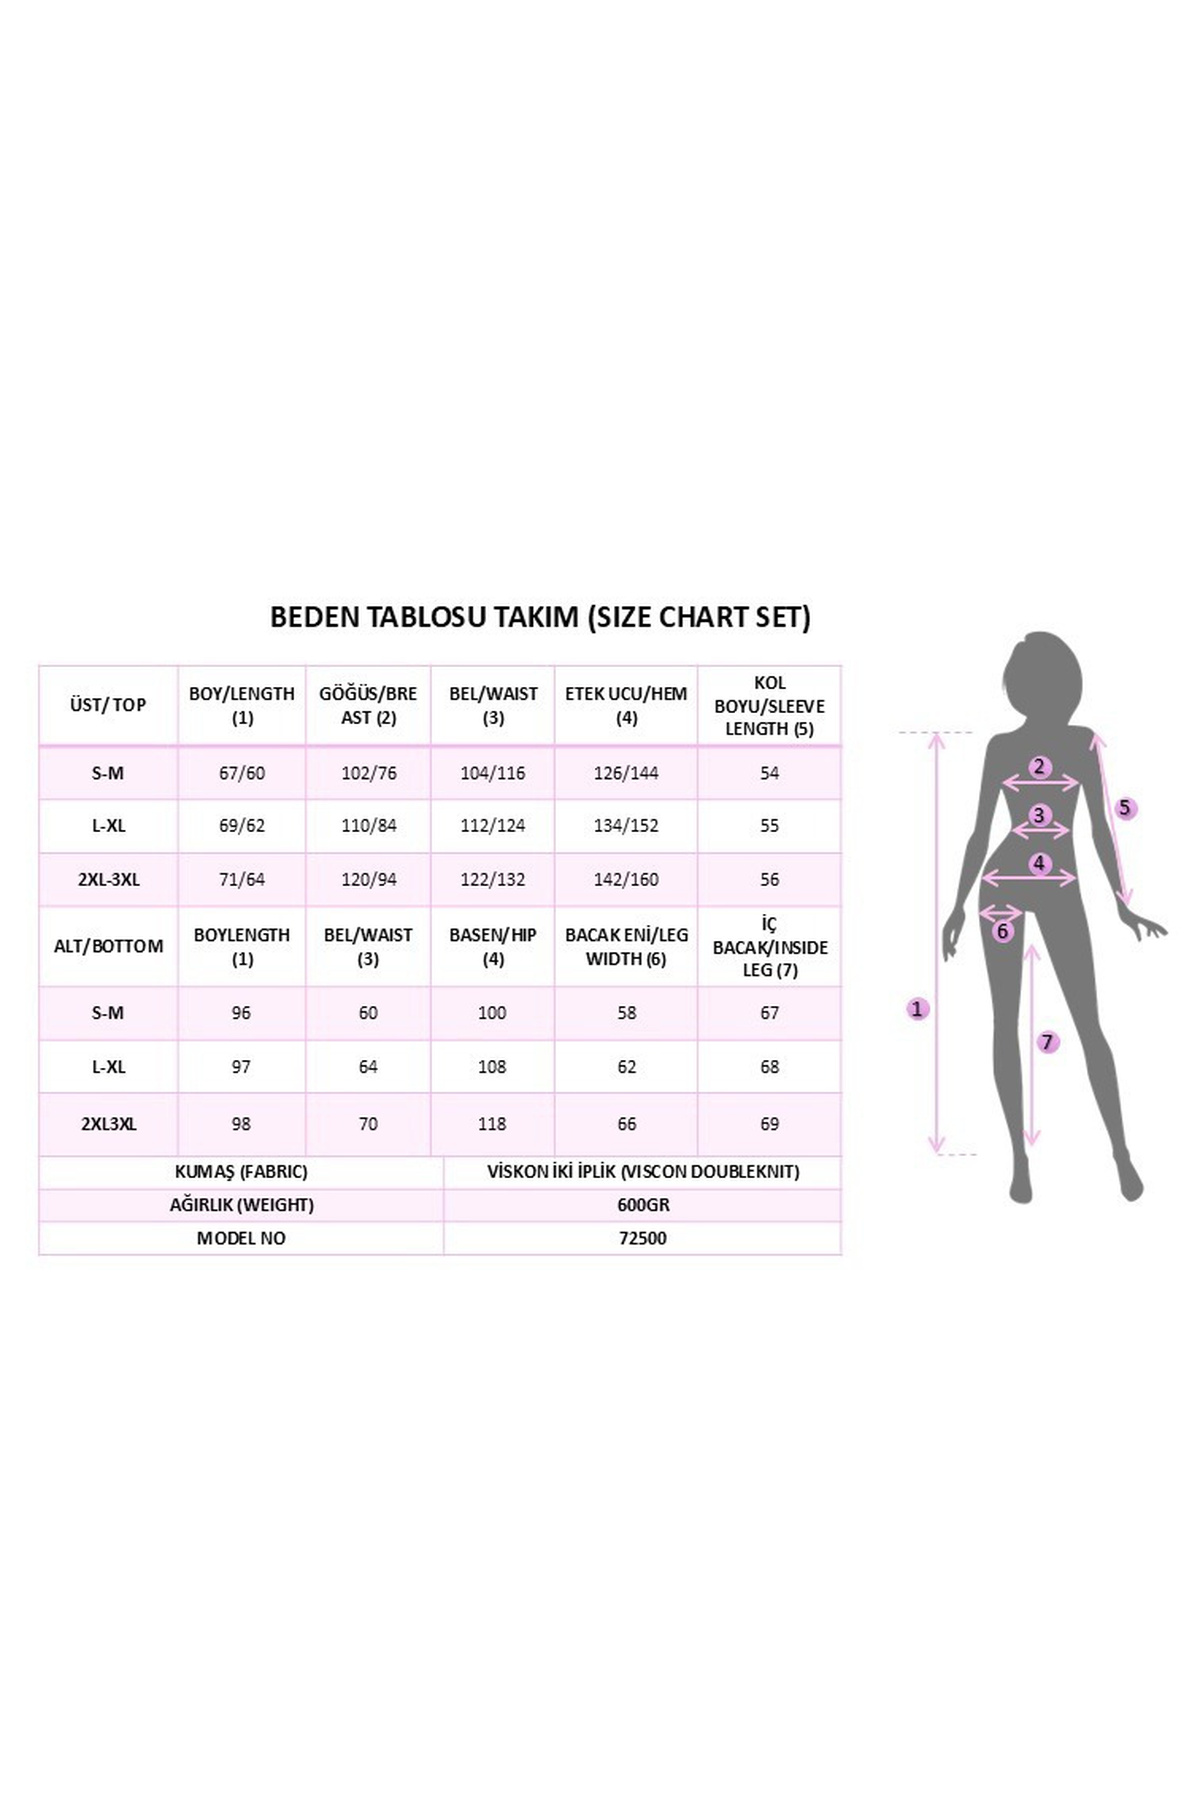 BEDEN TABLOSU TAKIM (SIZE CHART SET)
ÜST/ TOP
BOY/LENGTH
(1)
GÖĞÜS/BRE
AST (2)
BEL/WAIST
(3)
ETEK UCU/HEM
(4)
KOL
BOYU/SLEEVE
LENGTH (5)
S-M
67/60
102/76
104/116
126/144
54
L-XL
69/62
110/84
112/124
134/152
55
2XL-3XL
71/64
120/94
122/132
142/160
56
ALT/BOTTOM
BOYLENGTH
(1)
BEL/WAIST
(3)
BASEN/HIP
(4)
BACAK ENİ/LEG
WIDTH (6)
İÇ
BACAK/INSIDE
LEG (7)
S-M
96
60
100
58
67
L-XL
97
64
108
62
68
2XL3XL
98
70
118
66
69
KUMAŞ (FABRIC)
VİSKON İKİ İPLİK (VISCON DOUBLEKNIT)
AĞIRLIK (WEIGHT)
600GR
MODEL NO
72500
2
3
5
4
6
1
7